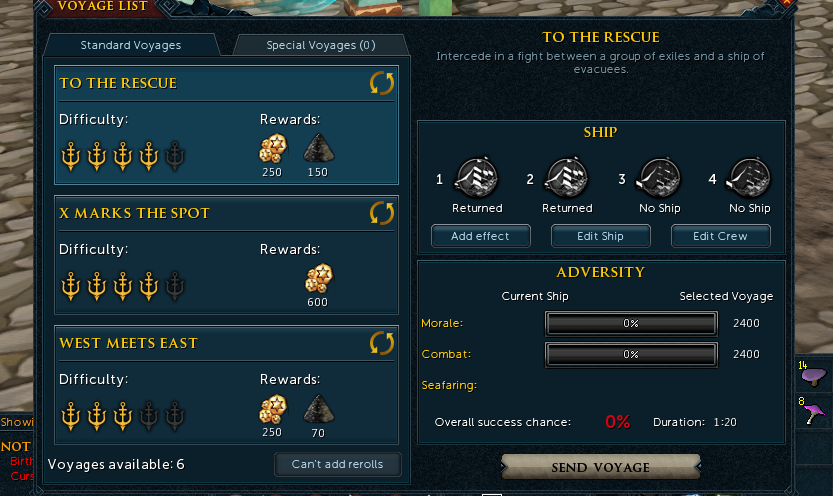 VOYAGE LIST
Standard Voyages
Special Voyages (0)
TO THE RESCUE
Difficulty:
Rewards:
250
150
X MARKS THE SPOT
Difficulty:
Rewards:
600
WEST MEETS EAST
Difficulty:
Rewards:
250
70
Voyages available: 6
Can't add rerolls
TO THE RESCUE
Intercede in a fight between a group of exiles and a ship of
evacuees.
SHIP
1
2
3
4
Returned
Returned
No Ship
No Ship
Add effect
Edit Ship
Edit Crew
ADVERSITY
Current Ship
Selected Voyage
Morale:
0%
2400
Combat:
0%
2400
Seafaring:
Overall success chance:
0%
Duration: 1:20
SEND VOYAGE
14
8
Showi
NOT
Birth
Curs